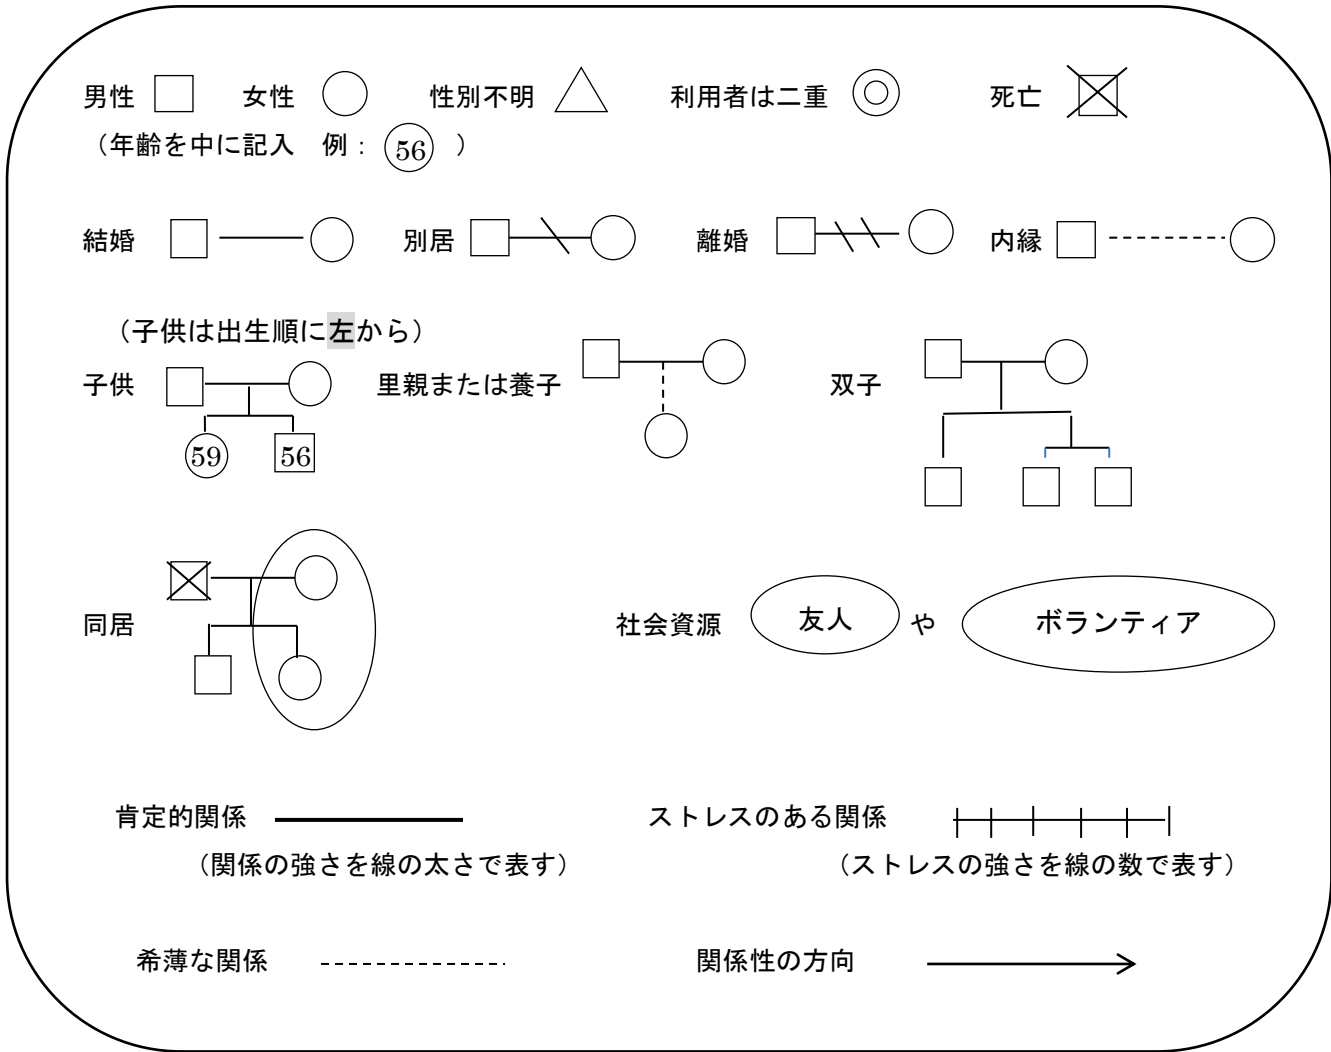 男性 女性 性別不明 利用者は二重 死亡
（年齢を中に記入　例： 56 ）
結婚 別居 離婚 内縁
（子供は出生順に左から）
子供 里親または養子 双子
59 56
同居 社会資源 友人 や ボランティア
肯定的関係 ストレスのある関係
（関係の強さを線の太さで表す） （ストレスの強さを線の数で表す）
希薄な関係 関係性の方向